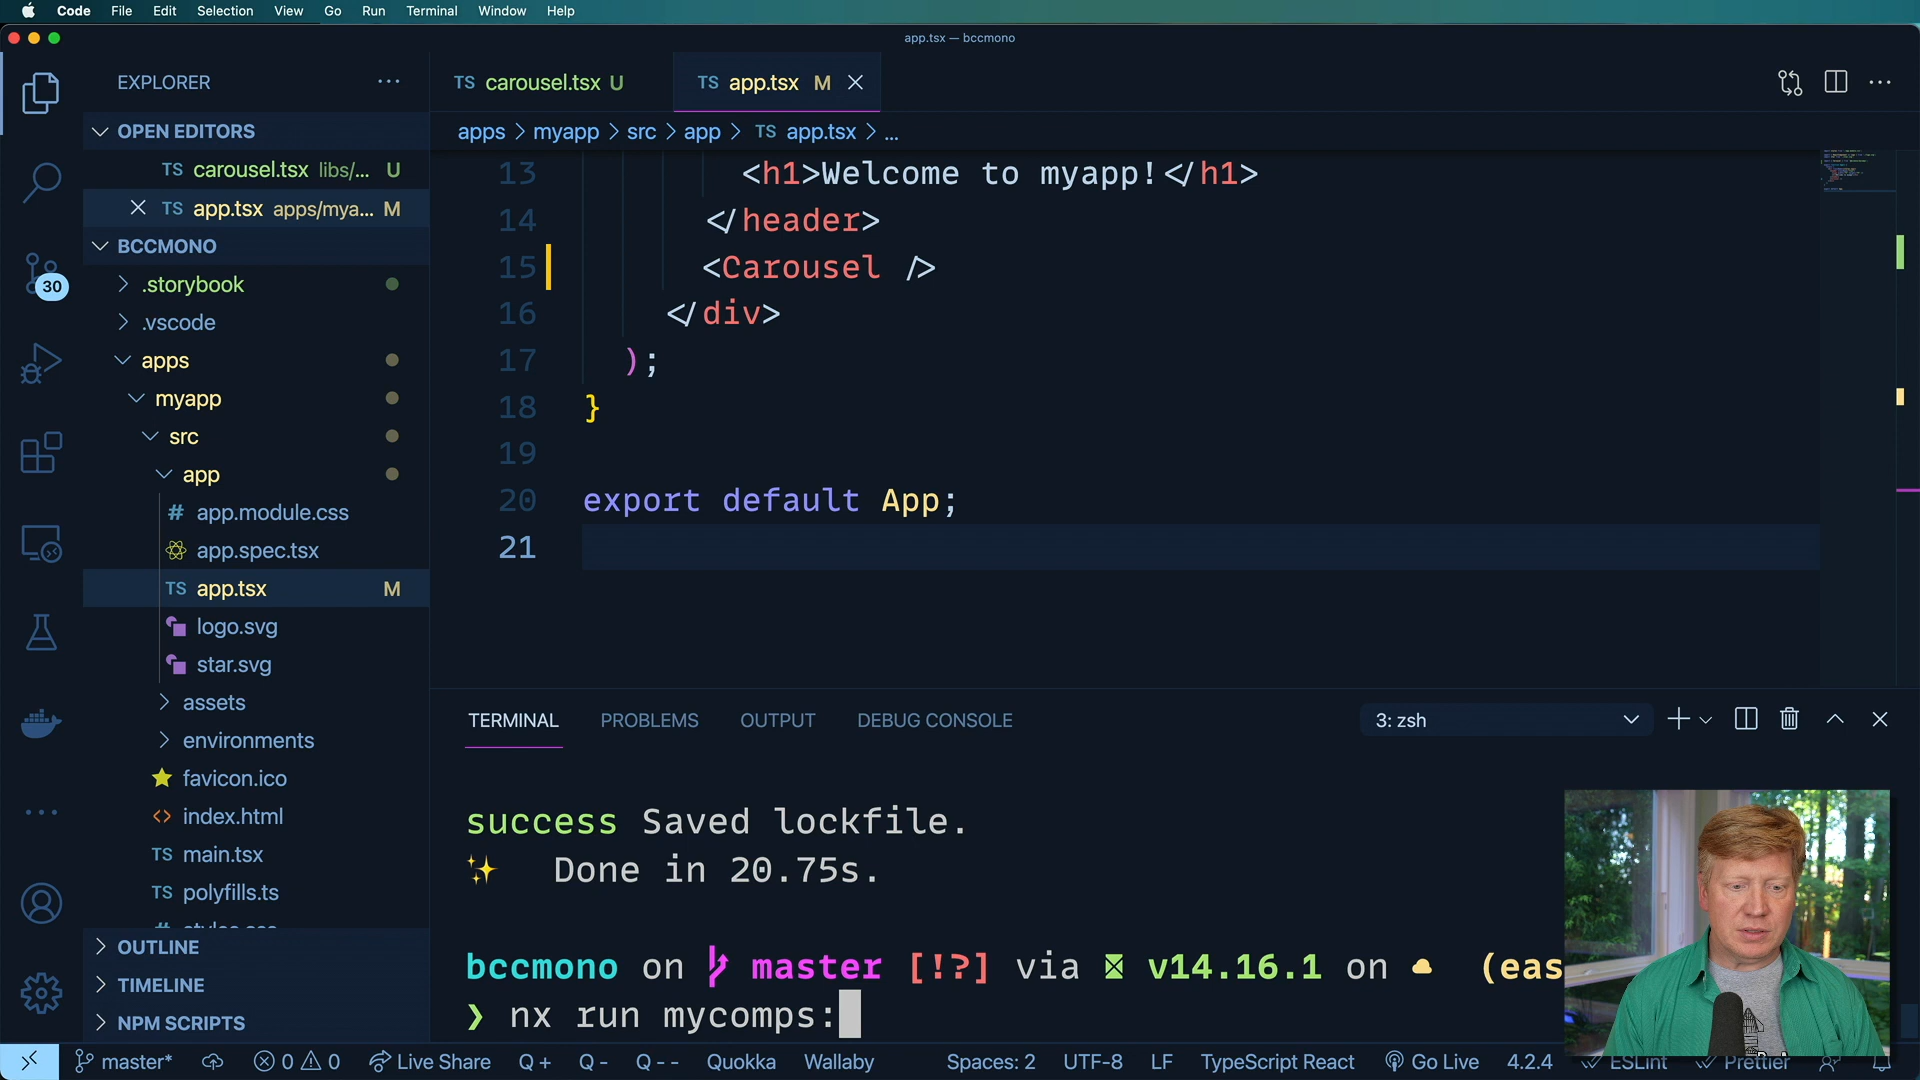 Code File Edit Selection View Go Run Terminal Window Help
app.tsx — bccmono
EXPLORER
TS carousel.tsx U
TS app.tsx M
OPEN EDITORS
TS carousel.tsx libs/... U
TS app.tsx apps/mya... M
BCCMONO
.storybook
.vscode
apps
myapp
src
app
# app.module.css
app.spec.tsx
TS app.tsx M
logo.svg
star.svg
assets
environments
favicon.ico
<> index.html
TS main.tsx
TS polyfills.ts
OUTLINE
TIMELINE
NPM SCRIPTS
30
apps > myapp > src > app > TS app.tsx > ...
13 <h1>Welcome to myapp!</h1>
14 </header>
15 <Carousel />
16 </div>
17 );
18 }
19
20 export default App;
21
TERMINAL PROBLEMS OUTPUT DEBUG CONSOLE
3: zsh
success Saved lockfile.
✨ Done in 20.75s.
bccmono on master [!?] via v14.16.1 on (eas
❯ nx run mycomps:
master* 0 0 Live Share Q + Q - Q - - Quokka Wallaby Spaces: 2 UTF-8 LF TypeScript React Go Live 4.2.4 ESLint Prettier